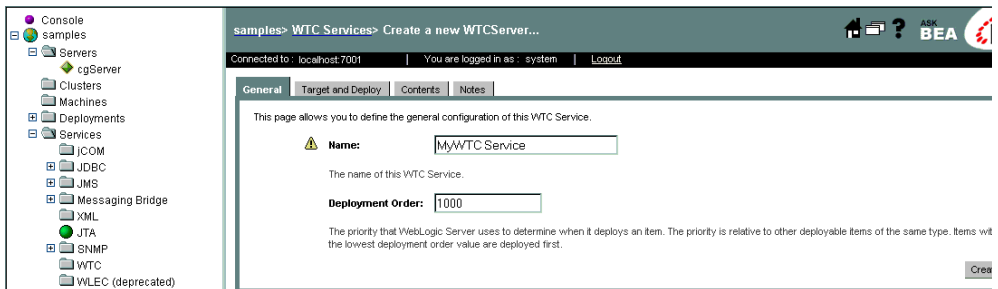 Console
samples
Servers
cgServer
Clusters
Machines
Deployments
Services
jCOM
JDBC
JMS
Messaging Bridge
XML
JTA
SNMP
WTC
WLEC (deprecated)
samples> WTC Services> Create a new WTCServer...
? ASK BEA
Connected to : localhost:7001 | You are logged in as : system | Logout
General Target and Deploy Contents Notes
This page allows you to define the general configuration of this WTC Service.
Name: MyWTC Service
The name of this WTC Service.
Deployment Order: 1000
The priority that WebLogic Server uses to determine when it deploys an item. The priority is relative to other deployable items of the same type. Items wit
the lowest deployment order value are deployed first.
Crea